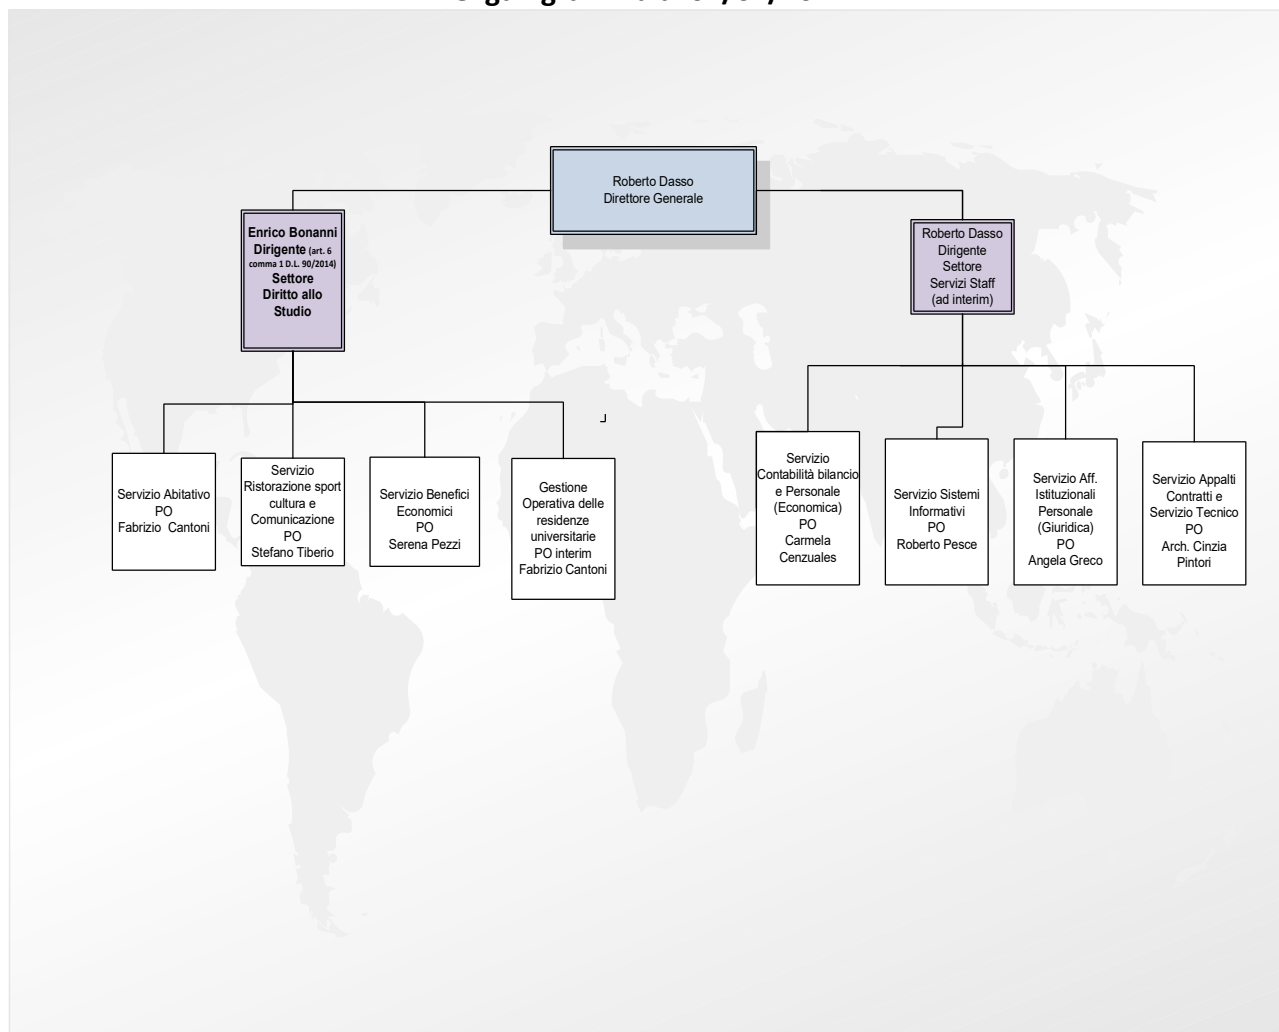 Roberto Dasso
Direttore Generale
Enrico Bonanni
Dirigente (art. 6
comma 1 D.L. 90/2014)
Settore
Diritto allo
Studio
Roberto Dasso
Dirigente
Settore
Servizi Staff
(ad interim)
Servizio Abitativo
PO
Fabrizio Cantoni
Servizio
Ristorazione sport
cultura e
Comunicazione
PO
Stefano Tiberio
Servizio Benefici
Economici
PO
Serena Pezzi
Gestione
Operativa delle
residenze
universitarie
PO interim
Fabrizio Cantoni
Servizio
Contabilità bilancio
e Personale
(Economica)
PO
Carmela
Cenzuales
Servizio Sistemi
Informativi
PO
Roberto Pesce
Servizio Aff.
Istituzionali
Personale
(Giuridica)
PO
Angela Greco
Servizio Appalti
Contratti e
Servizio Tecnico
PO
Arch. Cinzia
Pintori